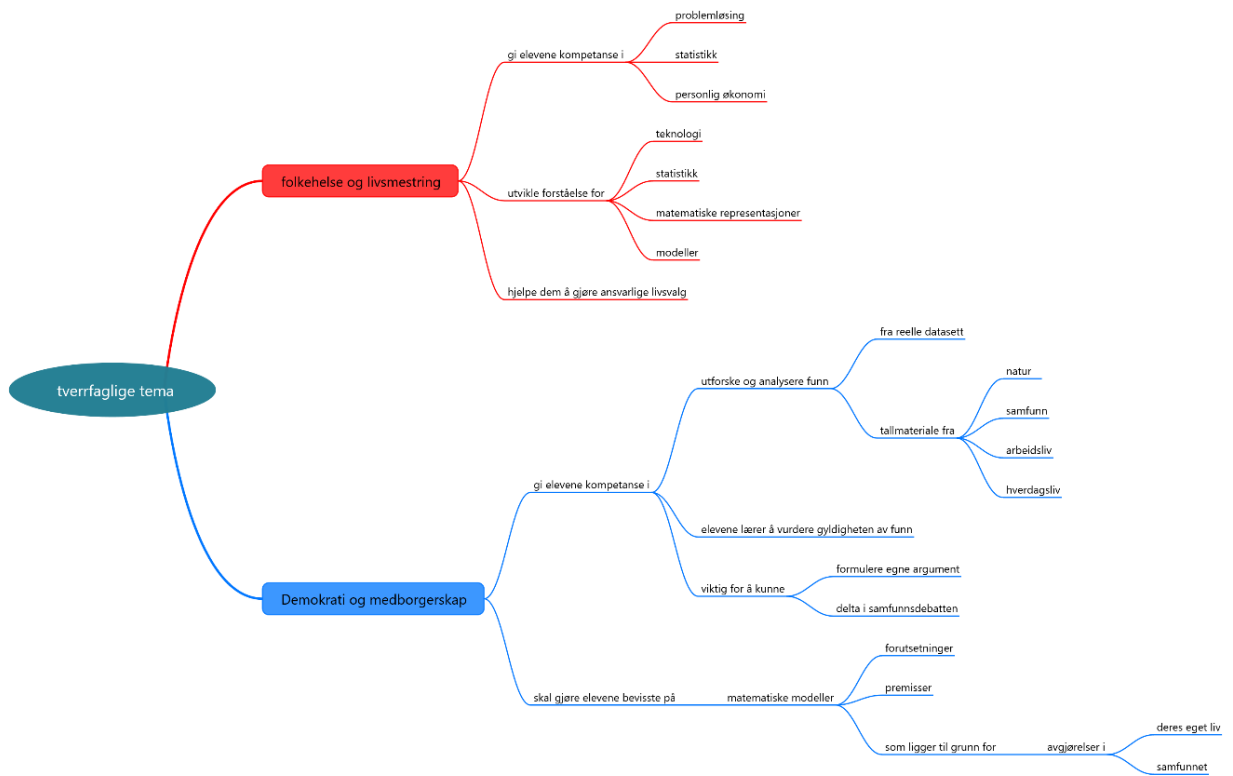 tverrfaglige tema
folkehelse og livsmestring
gi elevene kompetanse i
problemløsing
statistikk
personlig økonomi
utvikle forståelse for
teknologi
statistikk
matematiske representasjoner
modeller
hjelpe dem å gjøre ansvarlige livsvalg
Demokrati og medborgerskap
gi elevene kompetanse i
utforske og analysere funn
fra reelle datasett
tallmateriale fra
natur
samfunn
arbeidsliv
hverdagsliv
elevene lærer å vurdere gyldigheten av funn
viktig for å kunne
formulere egne argument
delta i samfunnsdebatten
skal gjøre elevene bevisste på
matematiske modeller
forutsetninger
premisser
som ligger til grunn for
avgjørelser i
deres eget liv
samfunnet